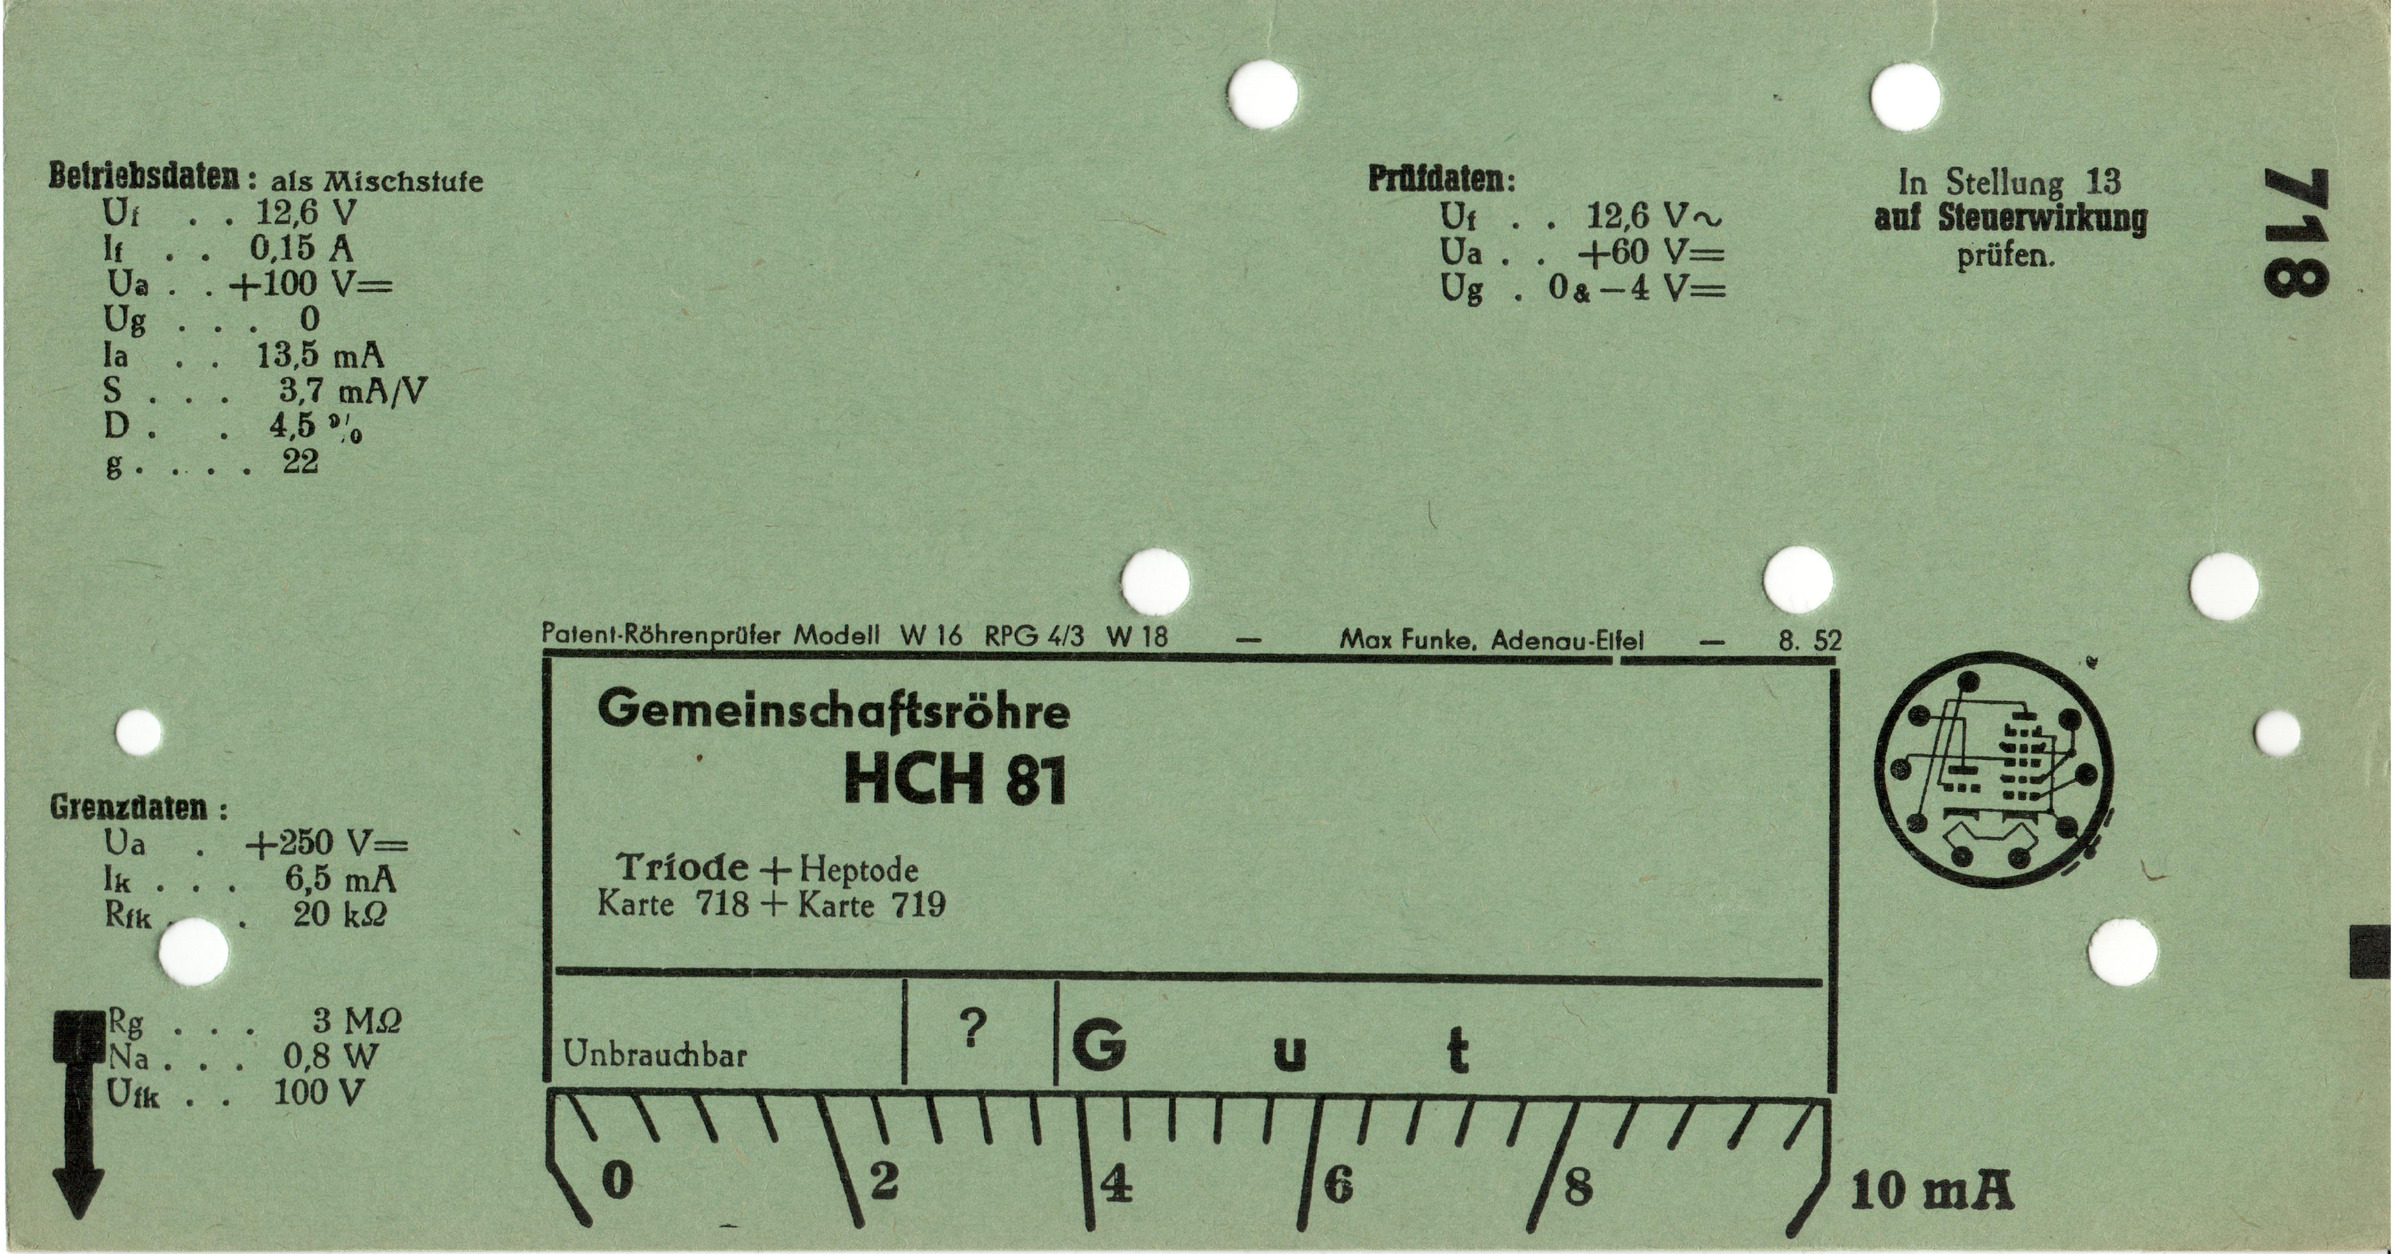 Betriebsdaten: als Mischstufe
Uf . . 12,6 V
If . . 0,15 A
Ua . . +100 V=
Ug . . . 0
Ia . . 13,5 mA
S . . . 3,7 mA/V
D . . 4,5 %
g . . . . 22
Prüfdaten:
Uf . . 12,6 V~
Ua . . +60 V=
Ug . 0 & −4 V=
In Stellung 13
auf Steuerwirkung
prüfen.
718
Grenzdaten:
Ua . +250 V=
Ik . . . 6,5 mA
Rfk . . 20 kΩ
Rg . . . 3 MΩ
Na . . . 0,8 W
Ufk . . 100 V
Patent-Röhrenprüfer Modell W 16 RPG 4/3 W 18 — Max Funke, Adenau-Eifel — 8. 52
Gemeinschaftsröhre
HCH 81
Triode + Heptode
Karte 718 + Karte 719
Unbrauchbar ? Gut
0 2 4 6 8 10 mA